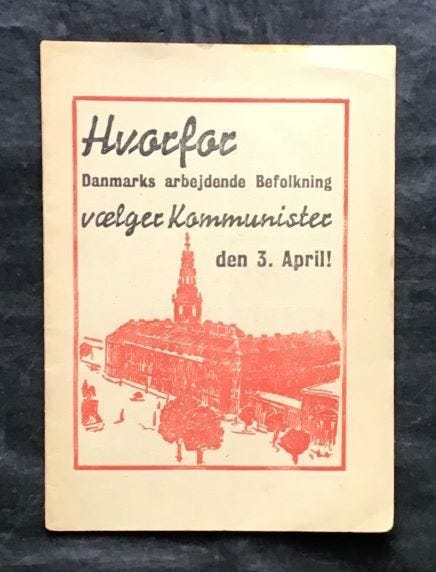 Hvorfor
Danmarks arbejdende Befolkning
vælger Kommunister
den 3. April!